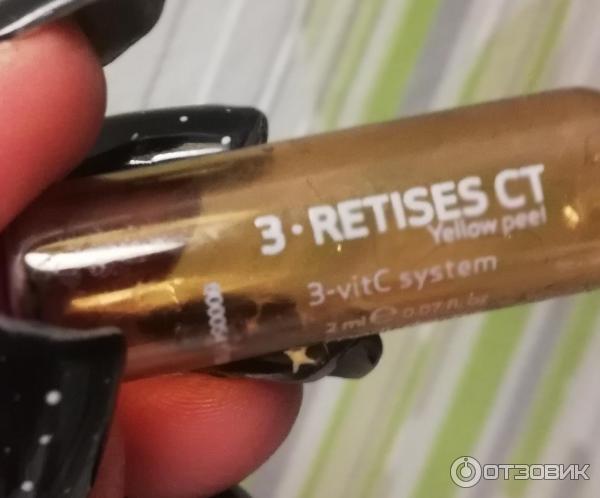 3·RETISES CT
Yellow peel
3-vitC system
2 ml ℮ 0.07 fl.oz
ОТЗОВИК